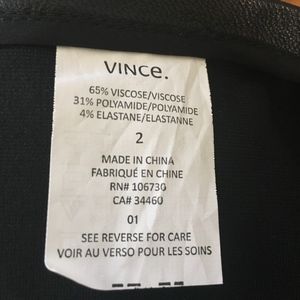 VINCE.
65% VISCOSE/VISCOSE
31% POLYAMIDE/POLYAMIDE
4% ELASTANE/ELASTANNE
2
MADE IN CHINA
FABRIQUÉ EN CHINE
RN# 106730
CA# 34460
01
SEE REVERSE FOR CARE
VOIR AU VERSO POUR LES SOINS